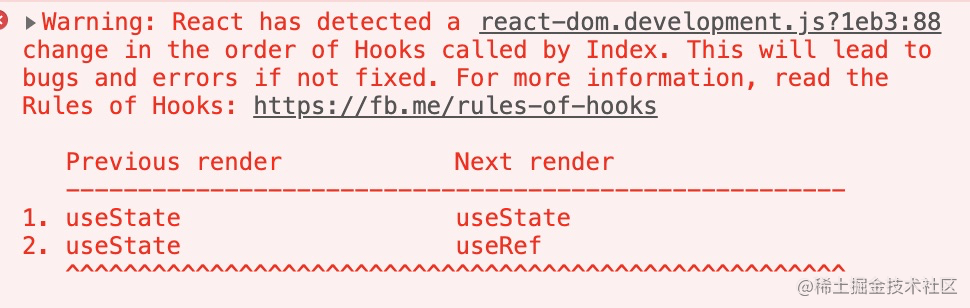 ▸Warning: React has detected a react-dom.development.js?1eb3:88
change in the order of Hooks called by Index. This will lead to
bugs and errors if not fixed. For more information, read the
Rules of Hooks: https://fb.me/rules-of-hooks
Previous render Next render
------------------------------------------------------
1. useState useState
2. useState useRef
^^^^^^^^^^^^^^^^^^^^^^^^^^^^^^^^^^^^^^^^^^^^^^^^^^^^^^
@稀土掘金技术社区